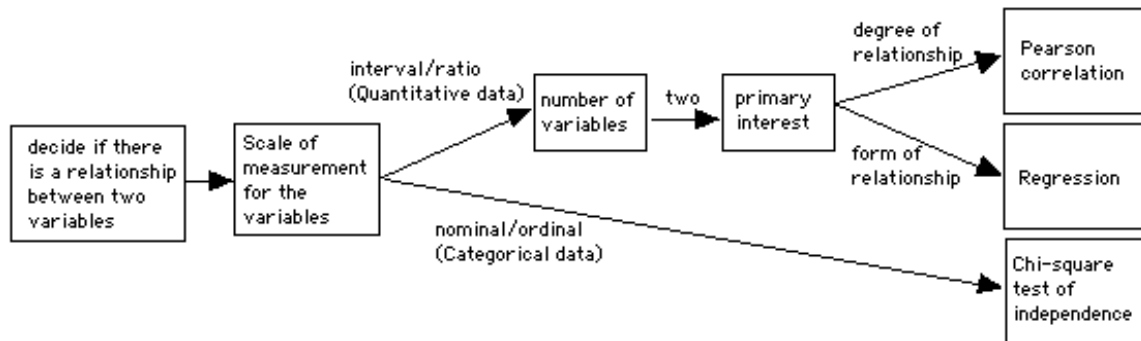 decide if there
is a relationship
between two
variables
Scale of
measurement
for the
variables
interval/ratio
(Quantitative data)
number of
variables
two
primary
interest
degree of
relationship
Pearson
correlation
form of
relationship
Regression
nominal/ordinal
(Categorical data)
Chi-square
test of
independence